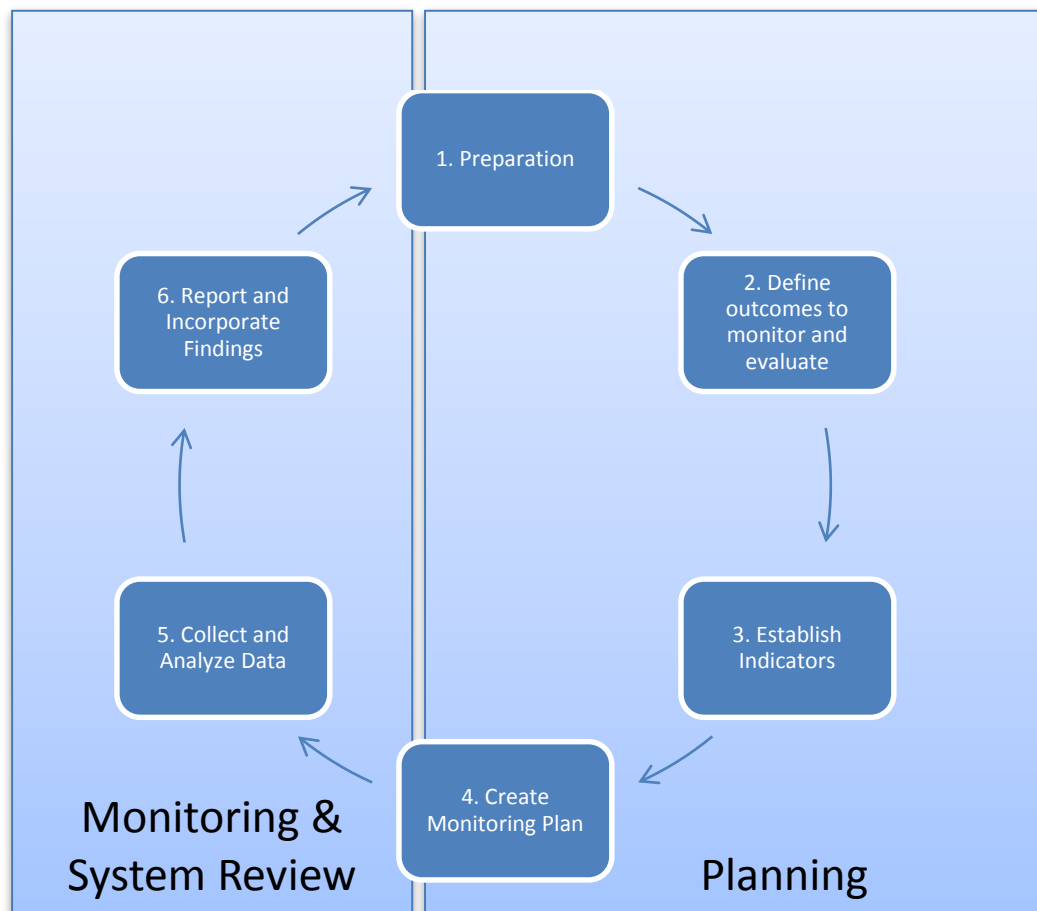 1. Preparation
2. Define
outcomes to
monitor and
evaluate
3. Establish
Indicators
4. Create
Monitoring Plan
5. Collect and
Analyze Data
6. Report and
Incorporate
Findings
Monitoring &
System Review
Planning